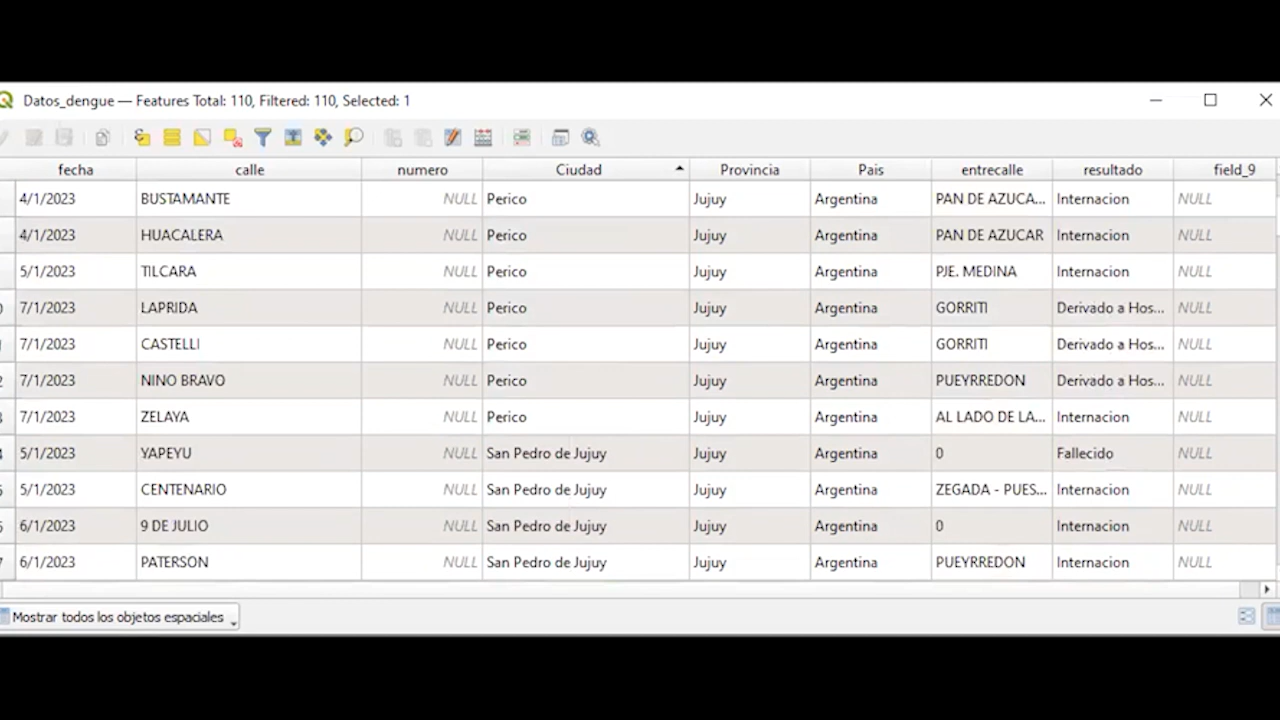 Datos_dengue — Features Total: 110, Filtered: 110, Selected: 1
fecha calle numero Ciudad Provincia Pais entrecalle resultado field_9
4/1/2023 BUSTAMANTE NULL Perico Jujuy Argentina PAN DE AZUCA... Internacion NULL
4/1/2023 HUACALERA NULL Perico Jujuy Argentina PAN DE AZUCAR Internacion NULL
5/1/2023 TILCARA NULL Perico Jujuy Argentina PJE. MEDINA Internacion NULL
7/1/2023 LAPRIDA NULL Perico Jujuy Argentina GORRITI Derivado a Hos... NULL
7/1/2023 CASTELLI NULL Perico Jujuy Argentina GORRITI Derivado a Hos... NULL
7/1/2023 NINO BRAVO NULL Perico Jujuy Argentina PUEYRREDON Derivado a Hos... NULL
7/1/2023 ZELAYA NULL Perico Jujuy Argentina AL LADO DE LA... Internacion NULL
5/1/2023 YAPEYU NULL San Pedro de Jujuy Jujuy Argentina 0 Fallecido NULL
5/1/2023 CENTENARIO NULL San Pedro de Jujuy Jujuy Argentina ZEGADA - PUES... Internacion NULL
6/1/2023 9 DE JULIO NULL San Pedro de Jujuy Jujuy Argentina 0 Internacion NULL
6/1/2023 PATERSON NULL San Pedro de Jujuy Jujuy Argentina PUEYRREDON Internacion NULL
Mostrar todos los objetos espaciales